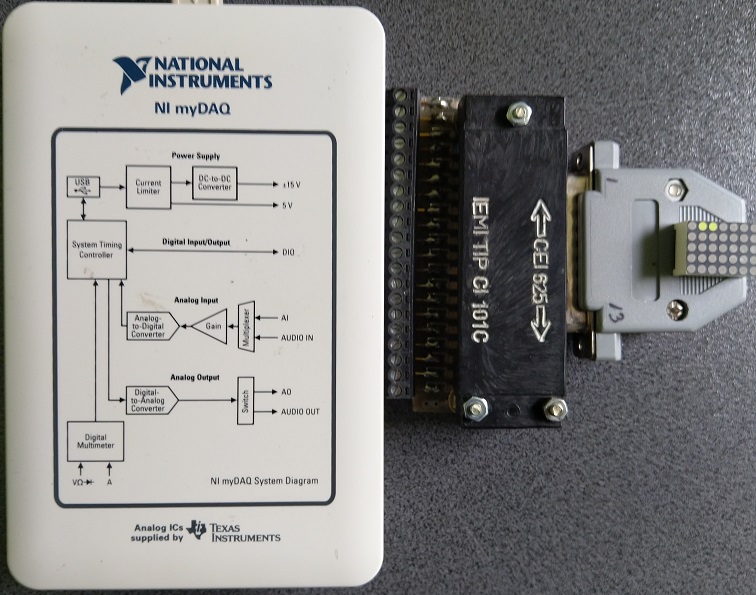 NATIONAL
INSTRUMENTS
NI myDAQ
Power Supply
USB
Current
Limiter
DC-to-DC
Converter
±15 V
5 V
System Timing
Controller
Digital Input/Output
DIO
Analog Input
Analog-
to-Digital
Converter
Gain
Multiplexer
AI
AUDIO IN
Analog Output
Digital-
to-Analog
Converter
Switch
AO
AUDIO OUT
Digital
Multimeter
VΩ
A
NI myDAQ System Diagram
Analog ICs
supplied by
TEXAS
INSTRUMENTS
CEI 625
IEMI TIP CI 101C
1
13